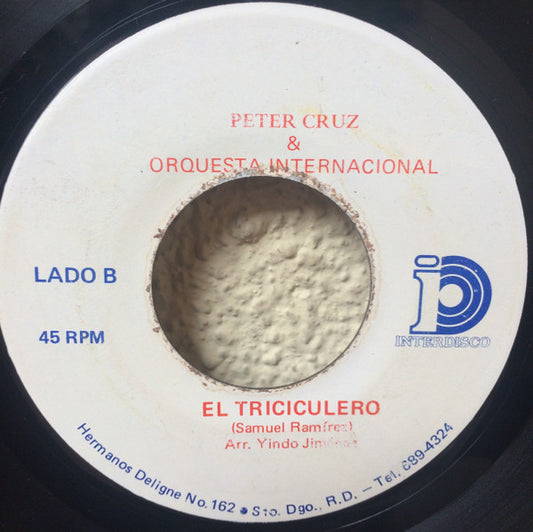 PETER CRUZ
&
ORQUESTA INTERNACIONAL
LADO B
45 RPM
INTERDISCO
EL TRICICULERO
(Samuel Ramírez)
Arr. Yindo Jiménez
Hermanos Deligne No. 162 • Sto. Dgo., R.D. – Tel. 689-4324